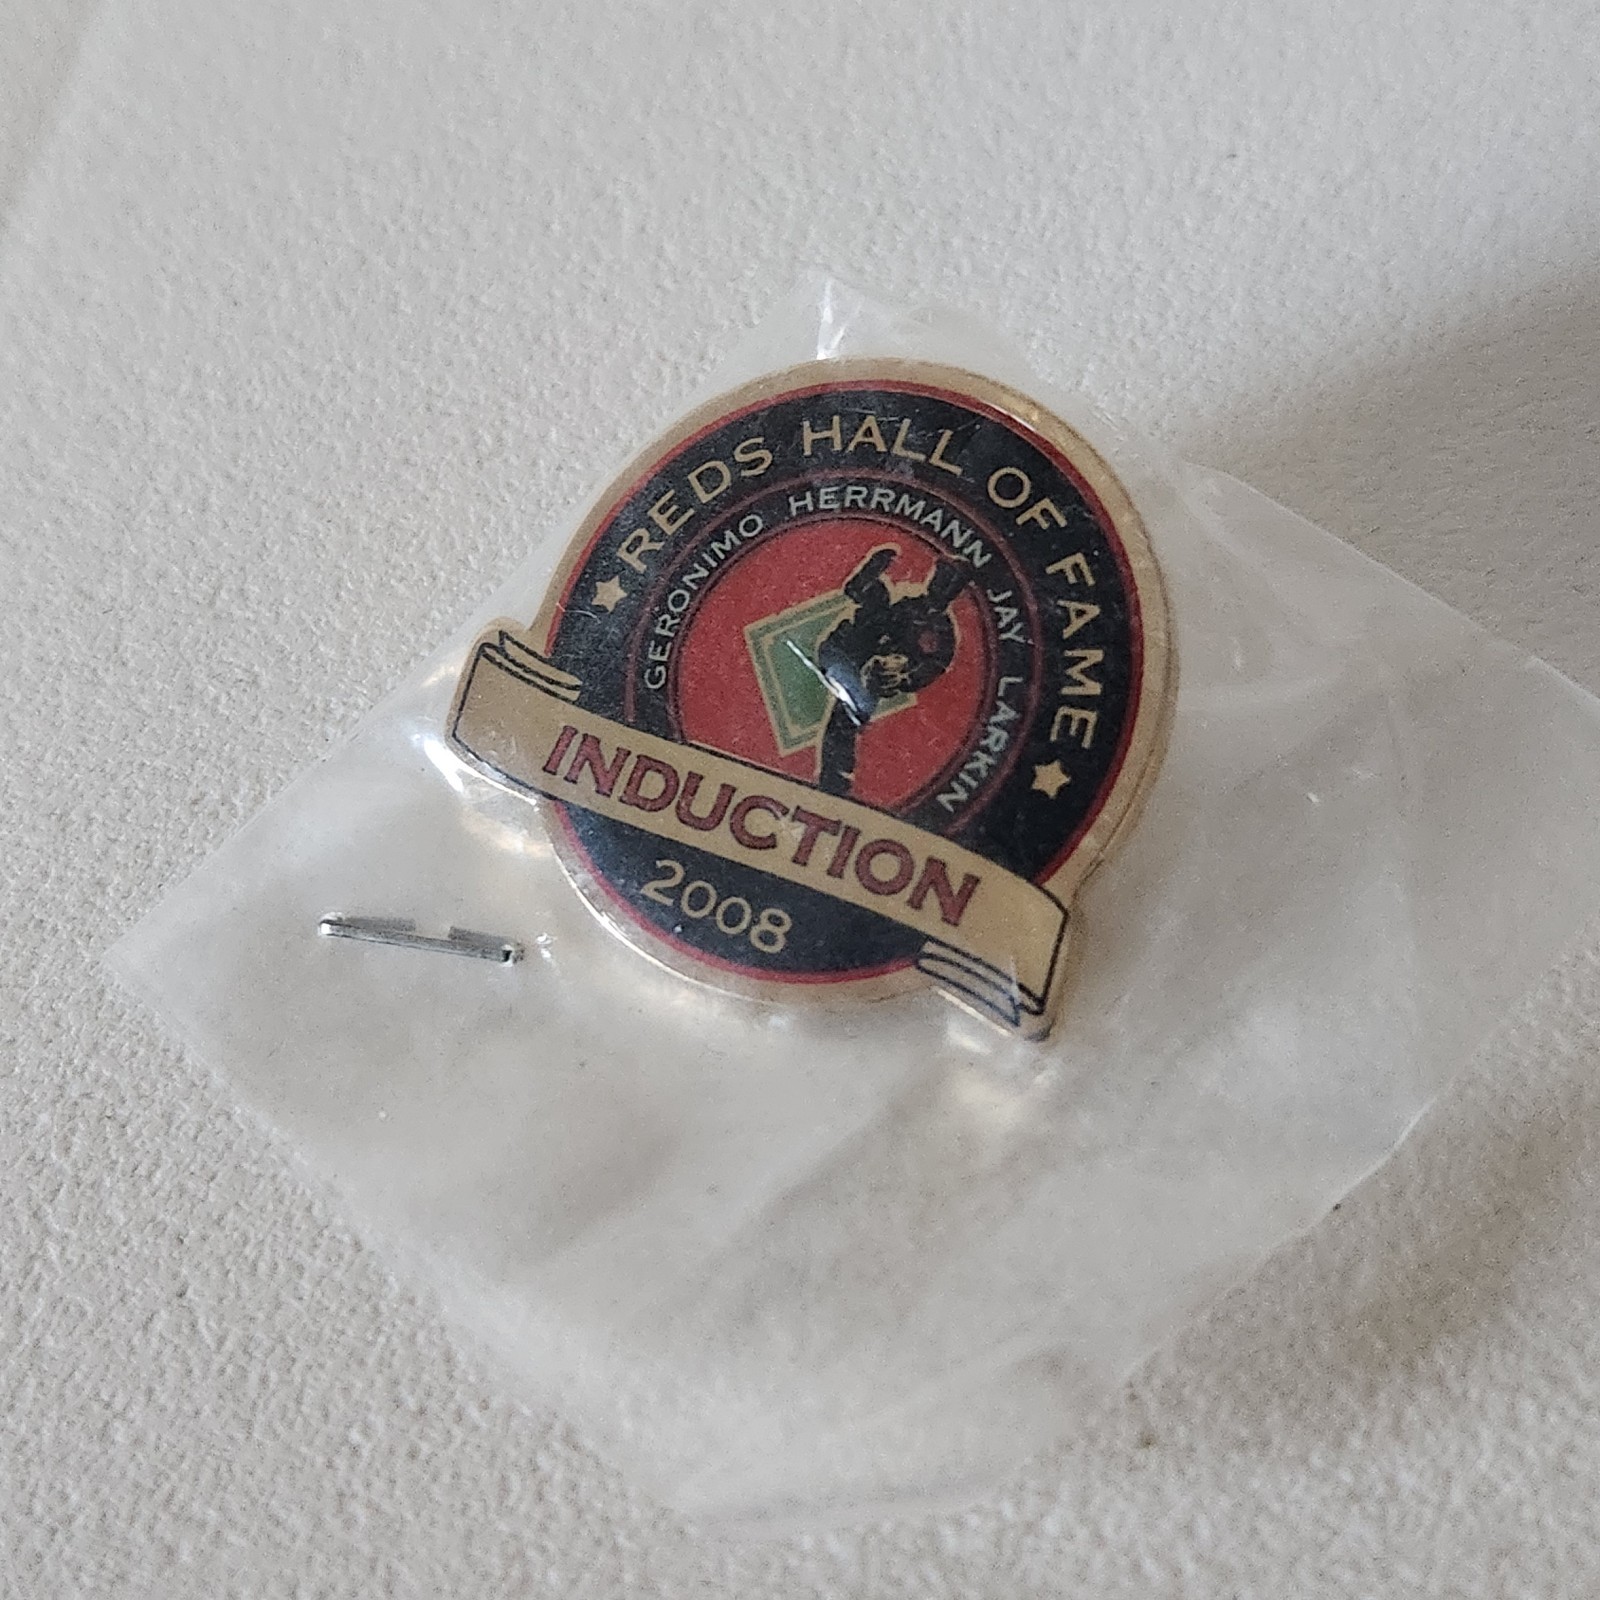 REDS HALL OF FAME
GERONIMO HERRMANN JAY LARKIN
INDUCTION
2008